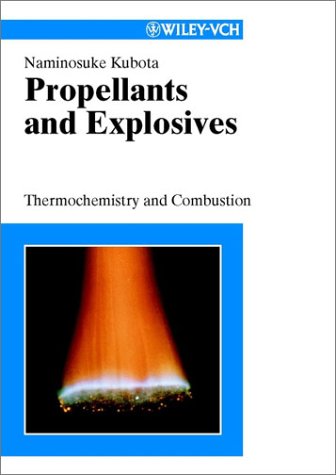 WILEY-VCH
Naminosuke Kubota
Propellants
and Explosives
Thermochemistry and Combustion